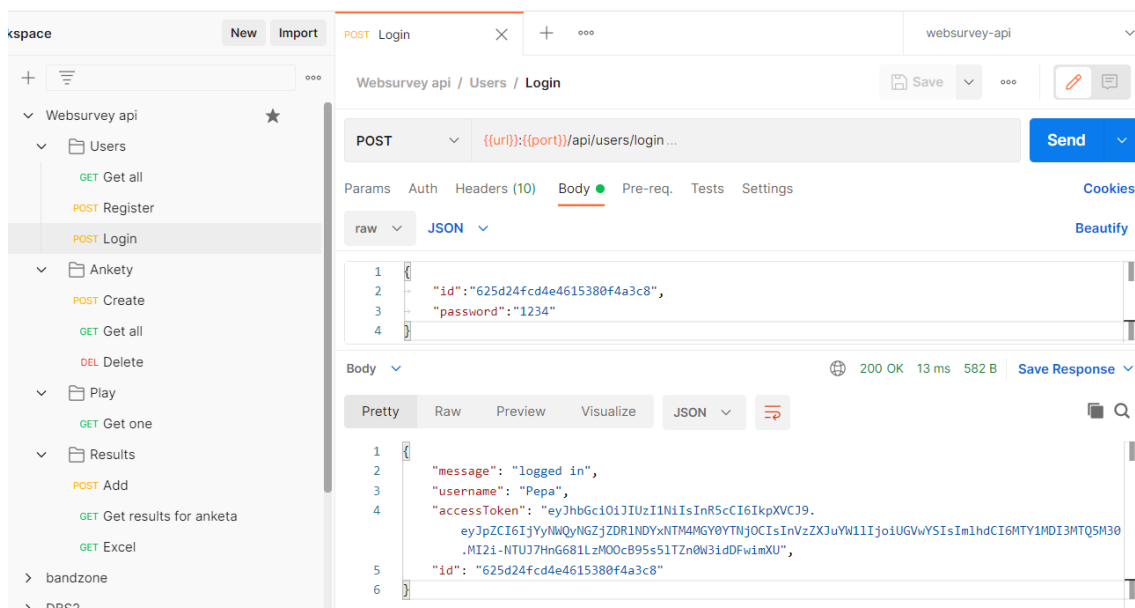 kspace
New
Import
POST Login
websurvey-api
Websurvey api / Users / Login
Save
Websurvey api
Users
GET Get all
POST Register
POST Login
Ankety
POST Create
GET Get all
DEL Delete
Play
GET Get one
Results
POST Add
GET Get results for anketa
GET Excel
bandzone
DBS2
POST
{{url}}:{{port}}/api/users/login ...
Send
Params Auth Headers (10) Body Pre-req. Tests Settings
Cookies
raw
JSON
Beautify
1 {
2 "id":"625d24fcd4e4615380f4a3c8",
3 "password":"1234"
4 }
Body
200 OK 13 ms 582 B Save Response
Pretty Raw Preview Visualize JSON
1 {
2 "message": "logged in",
3 "username": "Pepa",
4 "accessToken": "eyJhbGciOiJIUzI1NiIsInR5cCI6IkpXVCJ9.
eyJpZCI6IjYyNWQyNGZjZDRlNDYxNTM4MGY0YTNjOCIsInVzZXJuYW1lIjoiUGVwYSIsImlhdCI6MTY1MDI3MTQ5M30
.MI2i-NTUJ7HnG681LzMOOcB95s5lTZn0W3idDFwimXU",
5 "id": "625d24fcd4e4615380f4a3c8"
6 }